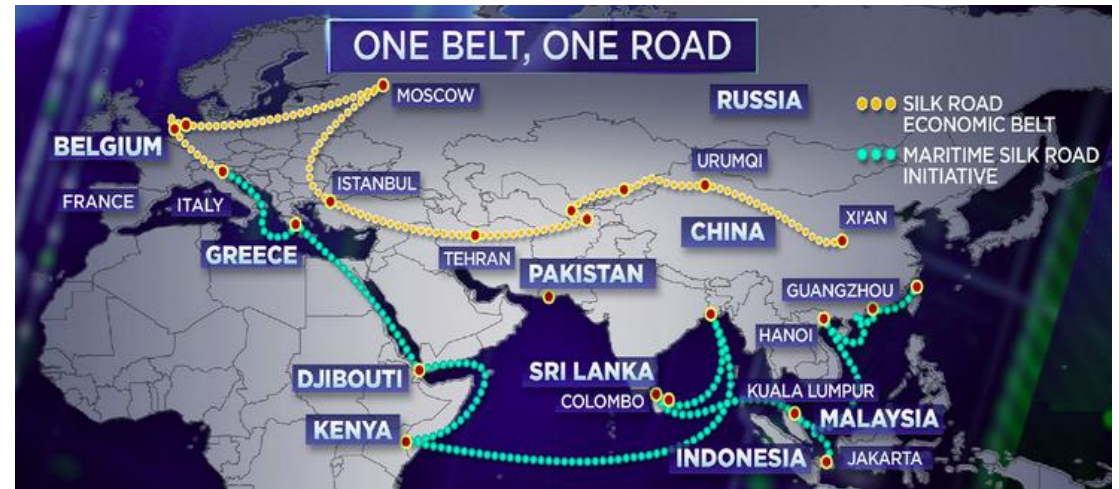 ONE BELT, ONE ROAD
MOSCOW
RUSSIA
SILK ROAD
ECONOMIC BELT
MARITIME SILK ROAD
INITIATIVE
BELGIUM
URUMQI
ISTANBUL
FRANCE
ITALY
XI'AN
CHINA
GREECE
TEHRAN
PAKISTAN
GUANGZHOU
HANOI
DJIBOUTI
SRI LANKA
COLOMBO
KUALA LUMPUR
MALAYSIA
KENYA
INDONESIA
JAKARTA